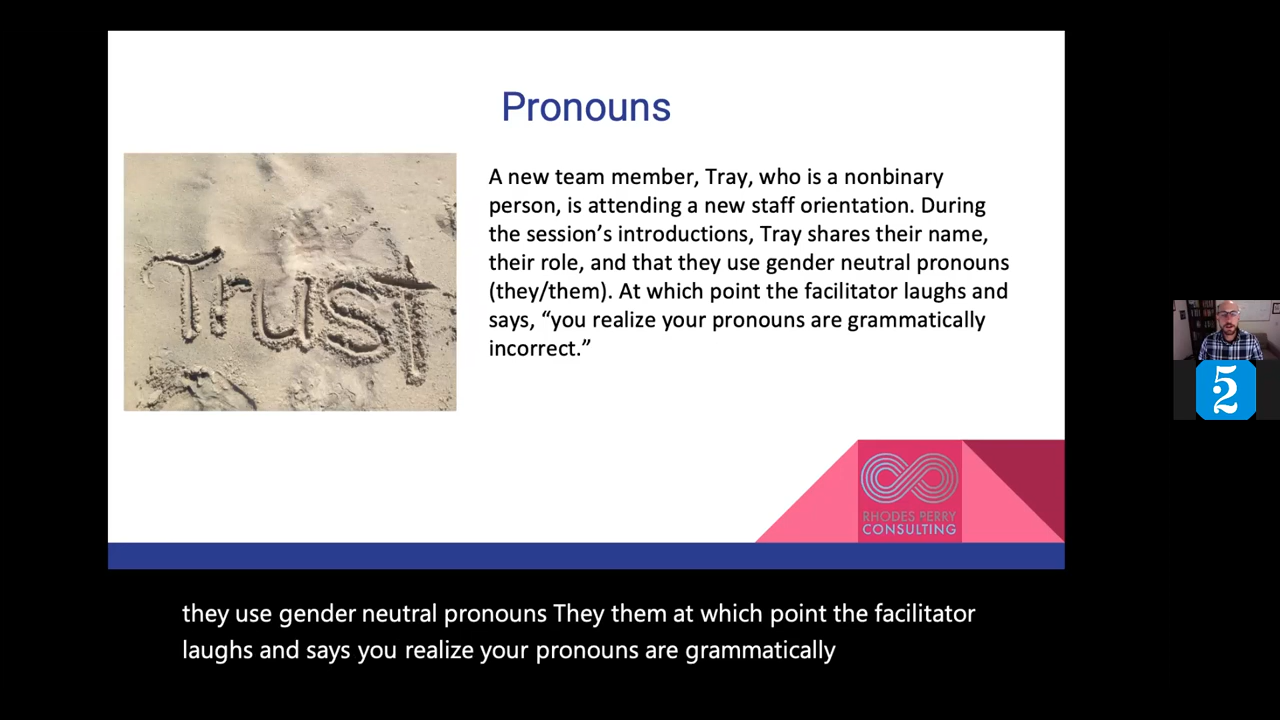 Pronouns
Trust
A new team member, Tray, who is a nonbinary
person, is attending a new staff orientation. During
the session’s introductions, Tray shares their name,
their role, and that they use gender neutral pronouns
(they/them). At which point the facilitator laughs and
says, “you realize your pronouns are grammatically
incorrect.”
RHODES PERRY
CONSULTING
5
2
they use gender neutral pronouns They them at which point the facilitator
laughs and says you realize your pronouns are grammatically